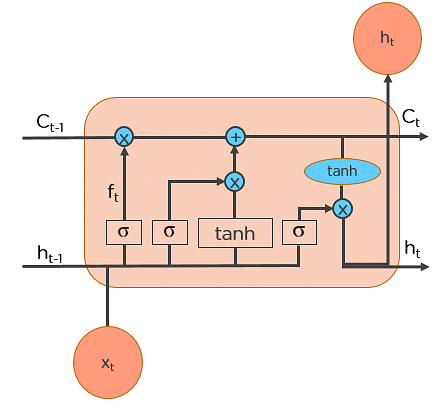 hₜ
Cₜ₋₁ x + Cₜ
tanh
fₜ x x
σ σ tanh σ
hₜ₋₁ hₜ
xₜ